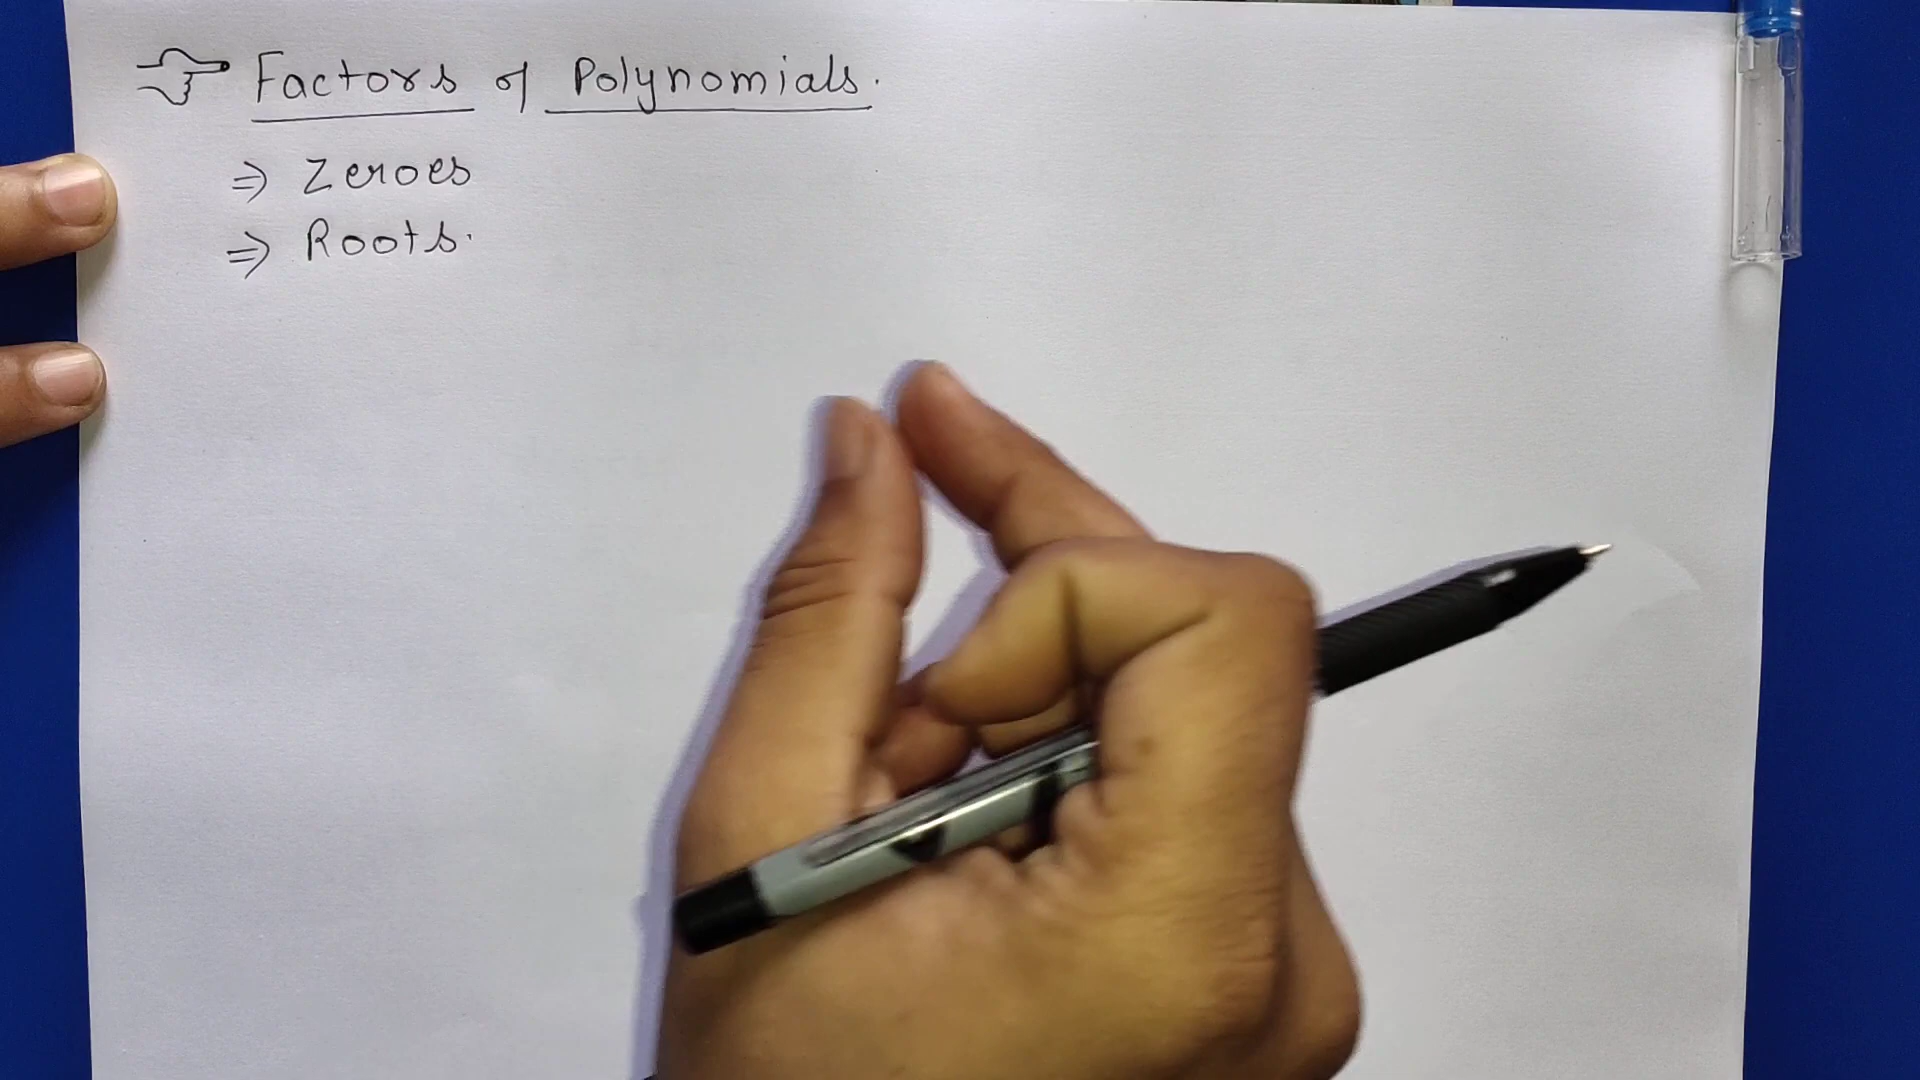 Factors of Polynomials.
⇒ Zeroes
⇒ Roots.